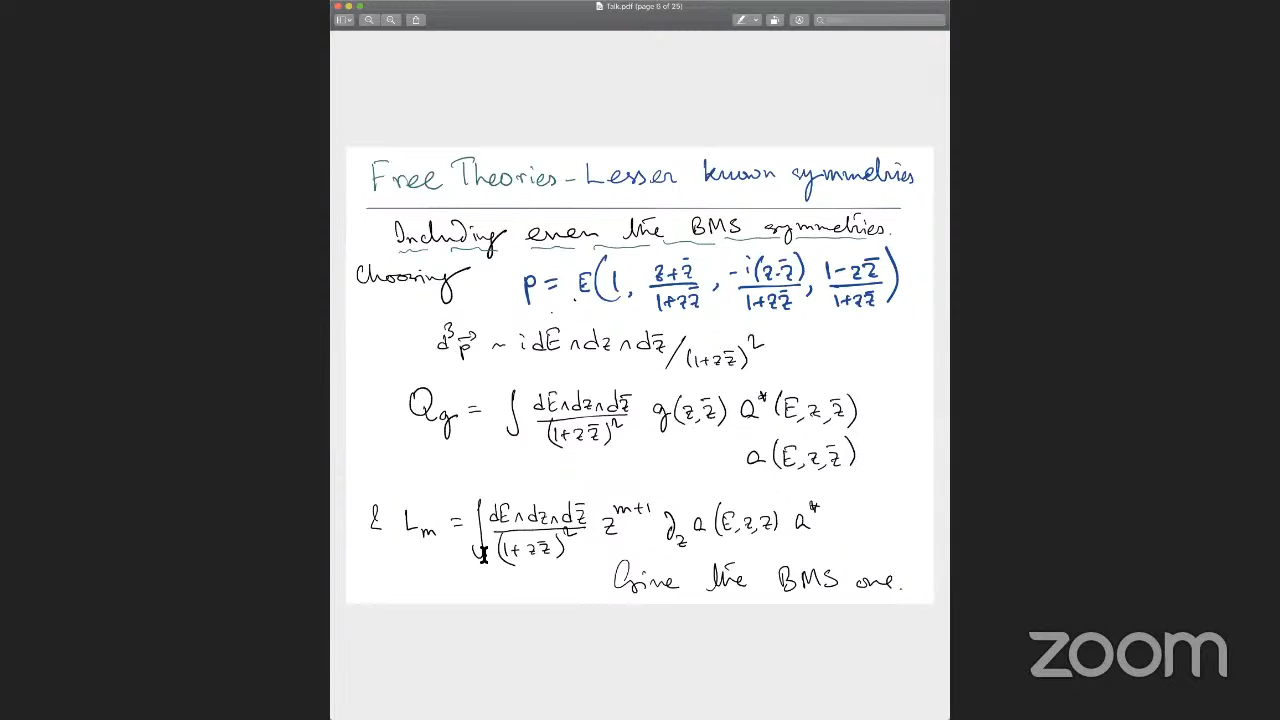 Talk.pdf (page 6 of 25)
Free Theories - Lesser known symmetries
Including even the BMS symmetries.
Choosing p = E(1, z+z̄/1+zz̄, -i(z-z̄)/1+zz̄, 1-zz̄/1+zz̄)
d³p⃗ ~ i dE∧dz∧dz̄/(1+zz̄)²
Q_g = ∫ dE∧dz∧dz̄/(1+zz̄)² g(z,z̄) a*(E,z,z̄)
a(E,z,z̄)
& L_m = ∫ dE∧dz∧dz̄/(1+zz̄)² z^{m+1} ∂_z a(E,z,z) a*
Give the BMS one.
zoom